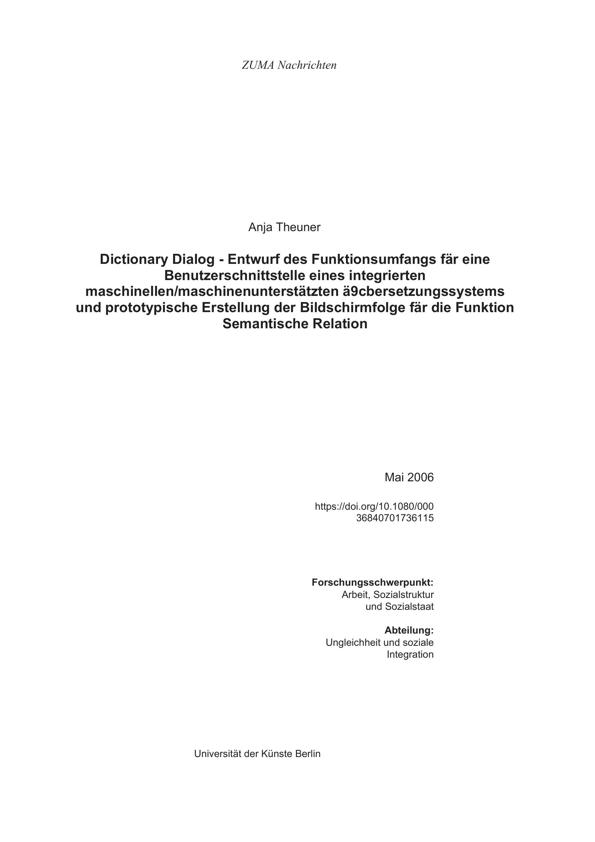 ZUMA Nachrichten
Anja Theuner
Dictionary Dialog - Entwurf des Funktionsumfangs fär eine
Benutzerschnittstelle eines integrierten
maschinellen/maschinenunterstätzten ä9cbersetzungssystems
und prototypische Erstellung der Bildschirmfolge fär die Funktion
Semantische Relation
Mai 2006
https://doi.org/10.1080/000
36840701736115
Forschungsschwerpunkt:
Arbeit, Sozialstruktur
und Sozialstaat
Abteilung:
Ungleichheit und soziale
Integration
Universität der Künste Berlin